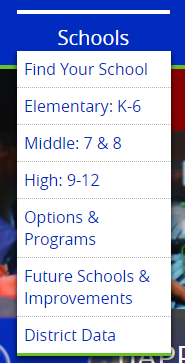 Schools
Find Your School
Elementary: K-6
Middle: 7 & 8
High: 9-12
Options &
Programs
Future Schools &
Improvements
District Data